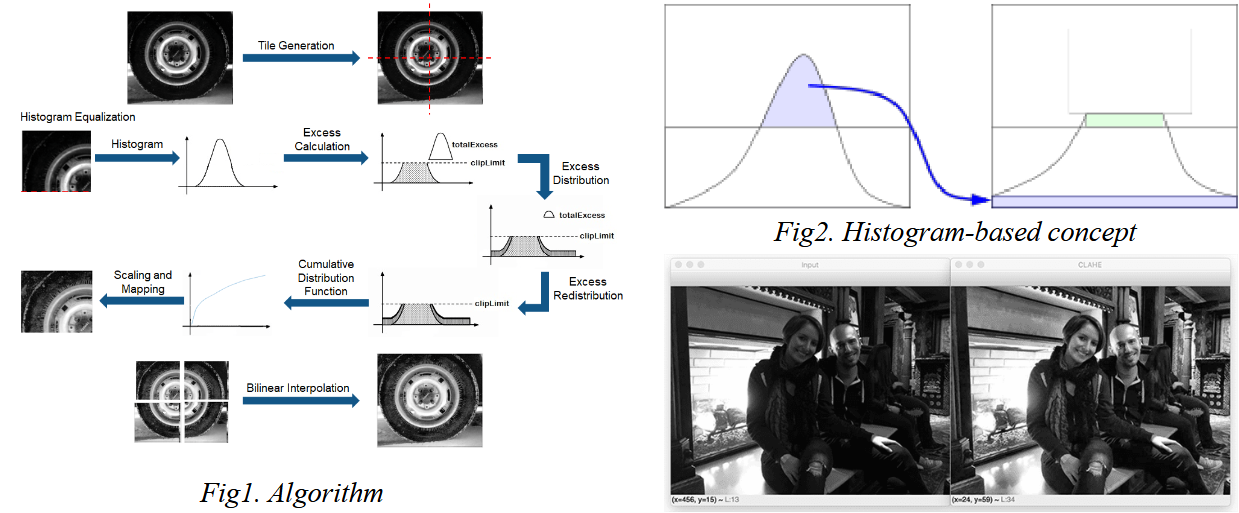 Tile Generation
Histogram Equalization
Histogram
Excess
Calculation
totalExcess
clipLimit
Excess
Distribution
totalExcess
clipLimit
Excess
Redistribution
clipLimit
Cumulative
Distribution
Function
Scaling and
Mapping
Bilinear Interpolation
Fig1. Algorithm
Fig2. Histogram-based concept
Input
CLAHE
(x=456, y=15) ~ L:13
(x=24, y=59) ~ L:34